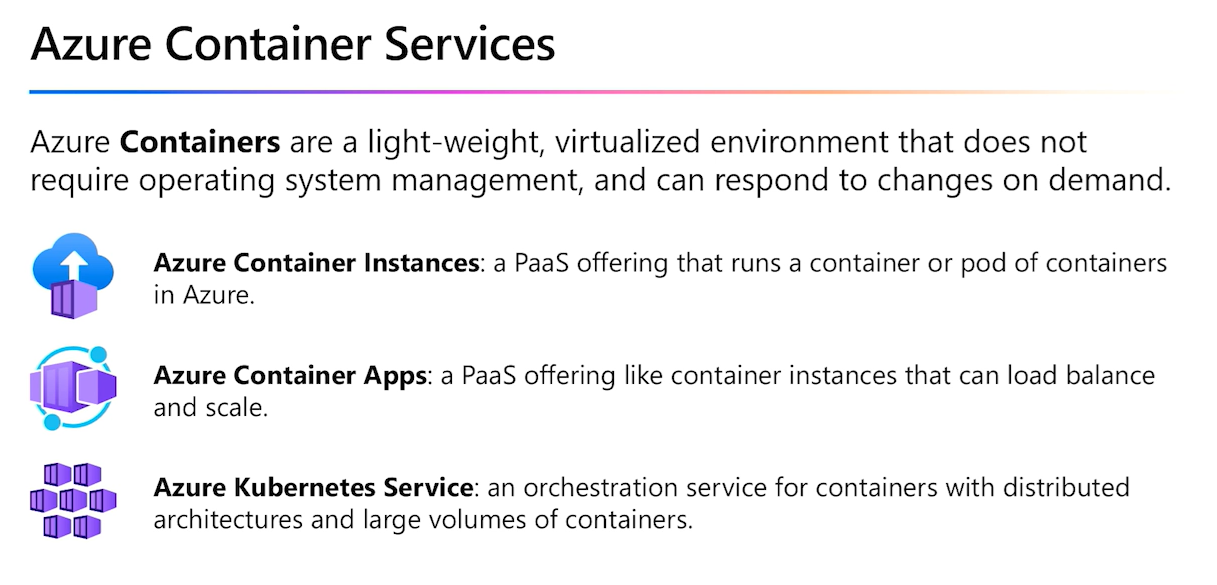 Azure Container Services
Azure Containers are a light-weight, virtualized environment that does not
require operating system management, and can respond to changes on demand.
Azure Container Instances: a PaaS offering that runs a container or pod of containers
in Azure.
Azure Container Apps: a PaaS offering like container instances that can load balance
and scale.
Azure Kubernetes Service: an orchestration service for containers with distributed
architectures and large volumes of containers.